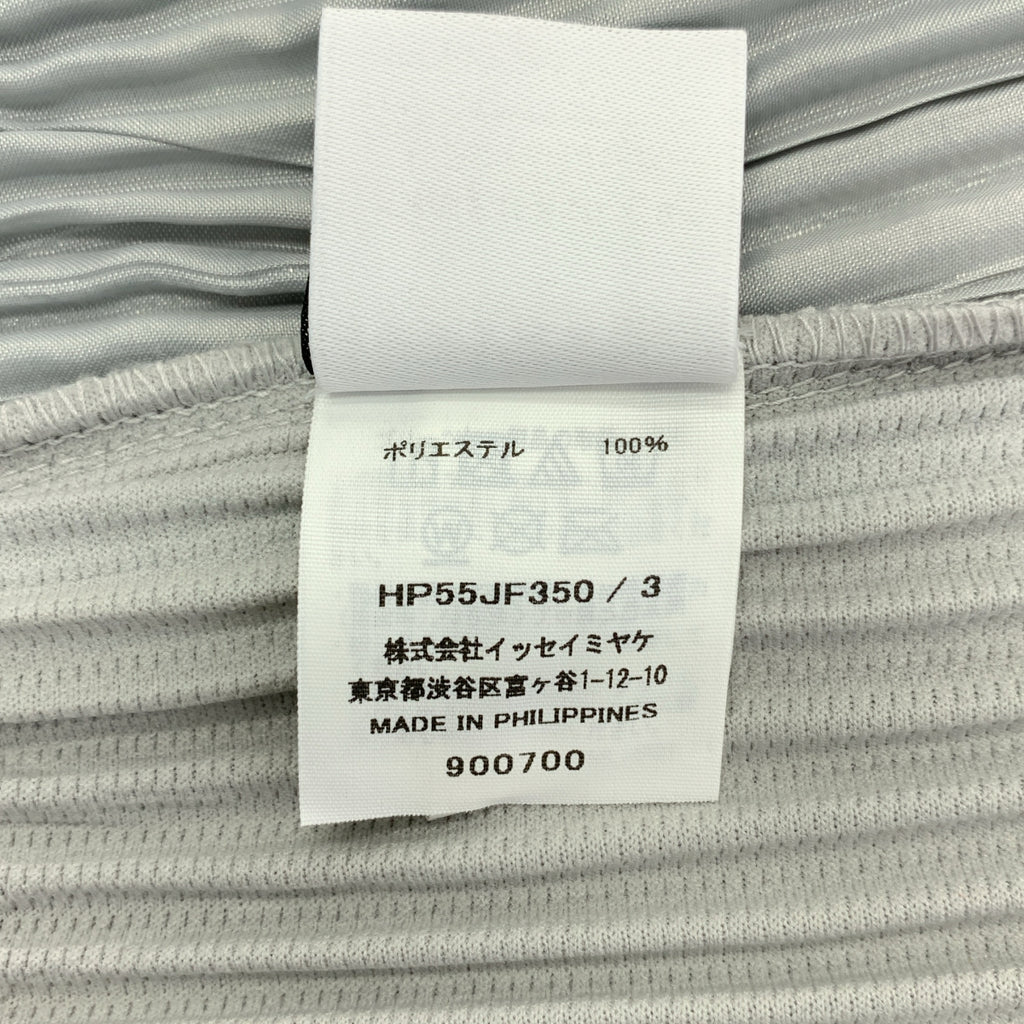 ポリエステル 100%
HP55JF350 / 3
株式会社イッセイミヤケ
東京都渋谷区富ヶ谷1-12-10
MADE IN PHILIPPINES
900700